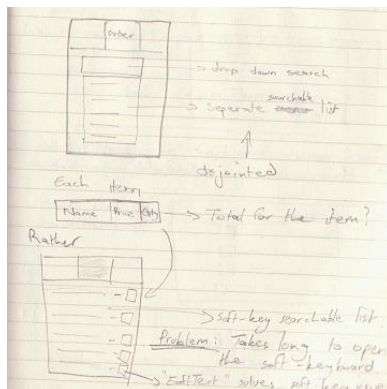 order
-> drop down search
searchable
-> Separate list
disjointed
Each item
Name Price Qty -> Total for the item?
Rather
-> Soft-key searchable list
Problem: Takes long to open
the soft-keyboard
-> "EditText" solves soft key